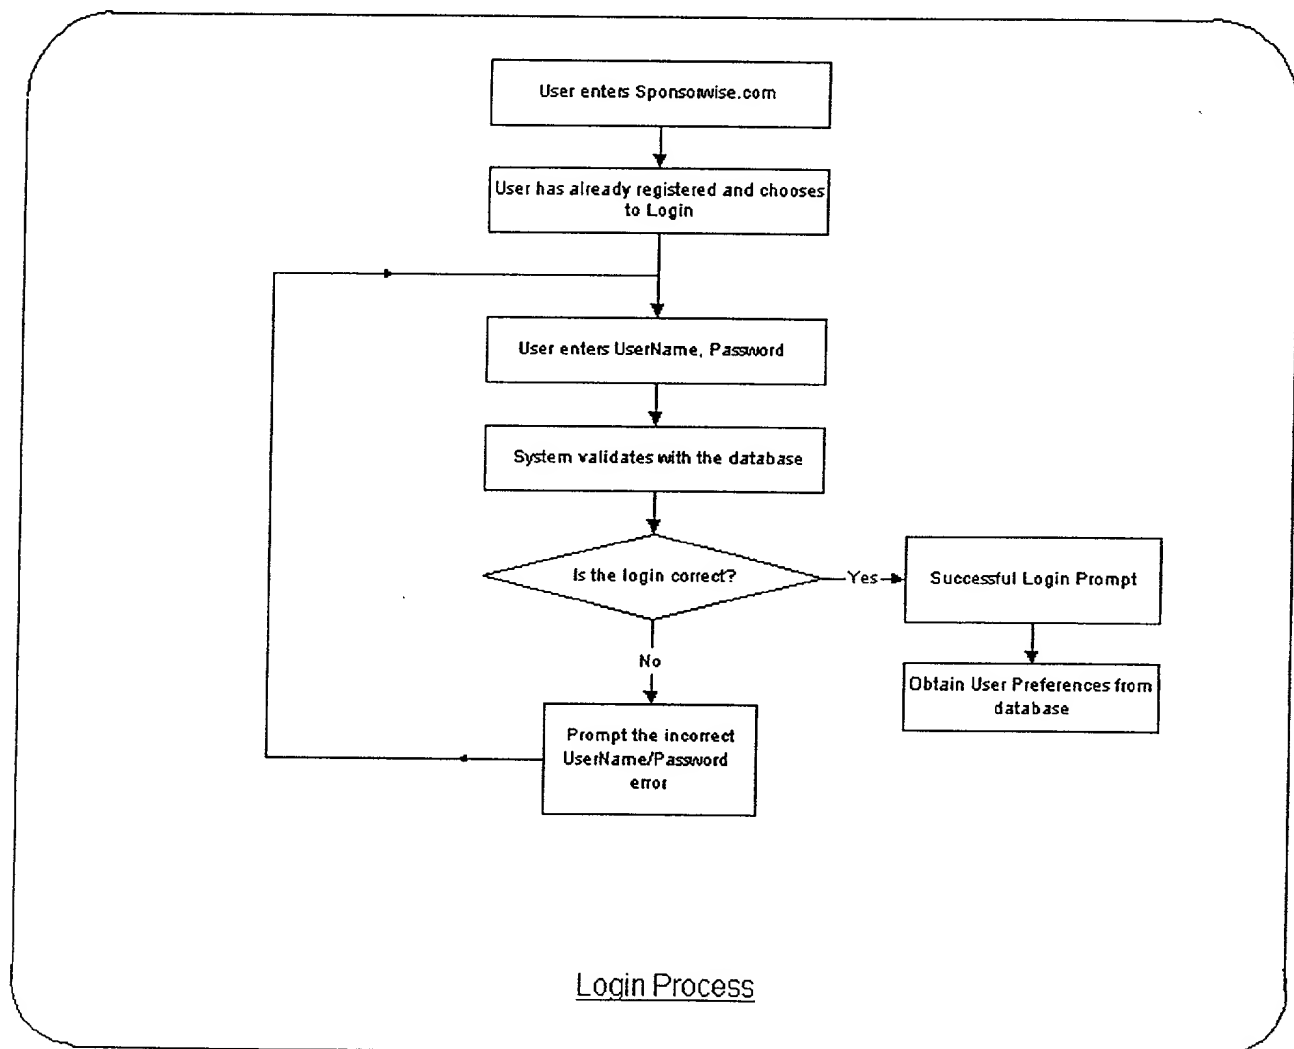 User enters Sponsorwise.com
User has already registered and chooses
to Login
User enters UserName, Password
System validates with the database
Is the login correct?
Yes
Successful Login Prompt
No
Obtain User Preferences from
database
Prompt the incorrect
UserName/Password
error
Login Process